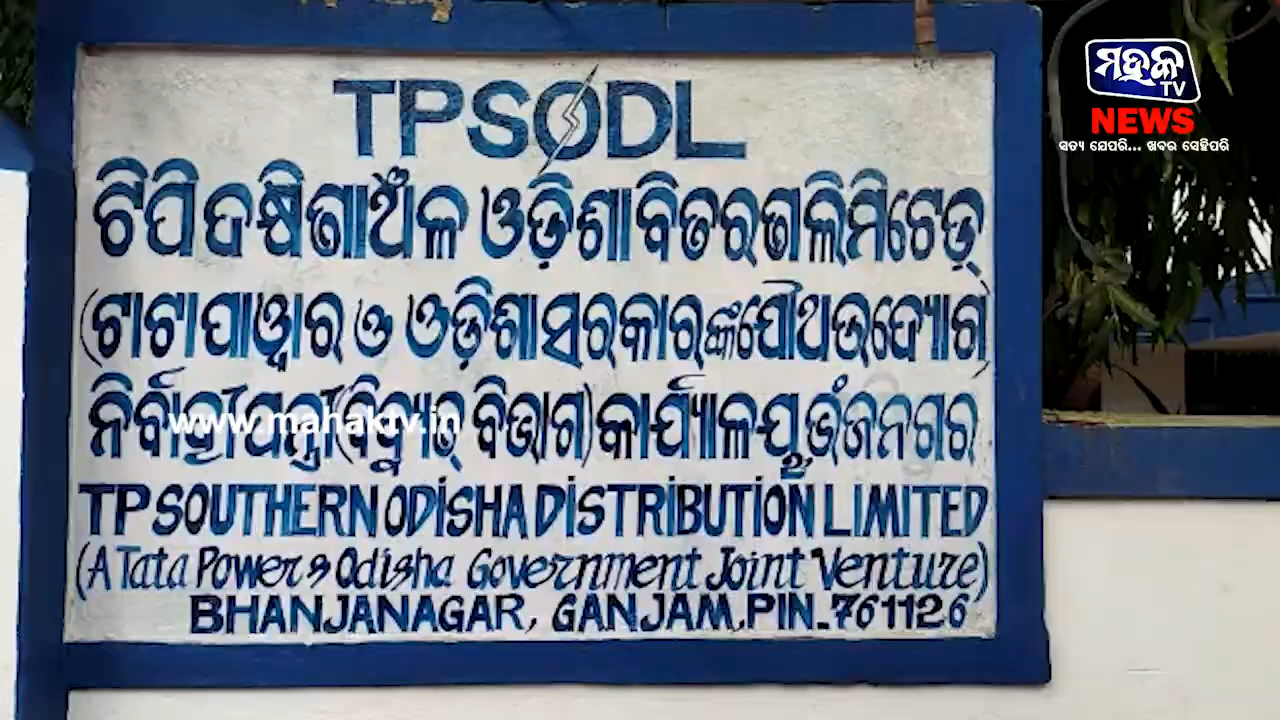 TPSODL
ଟିପି ଦକ୍ଷିଣାଞ୍ଚଳ ଓଡ଼ିଶା ବିତରଣ ଲିମିଟେଡ଼୍
(ଟାଟା ପାୱାର ଓ ଓଡ଼ିଶା ସରକାରଙ୍କ ଯୌଥ ଉଦ୍ୟୋଗ)
ନିର୍ବାହୀ ଯନ୍ତ୍ରୀ (ବିଦ୍ୟୁତ୍ ବିଭାଗ) କାର୍ଯ୍ୟାଳୟ, ଭଂଜନଗର
TP SOUTHERN ODISHA DISTRIBUTION LIMITED
(A Tata Power & Odisha Government Joint Venture)
BHANJANAGAR, GANJAM, PIN-761126
www.mahaktv.in
ମହକ
TV
NEWS
ସତ୍ୟ ଯେପରି... ଖବର ସେହିପରି